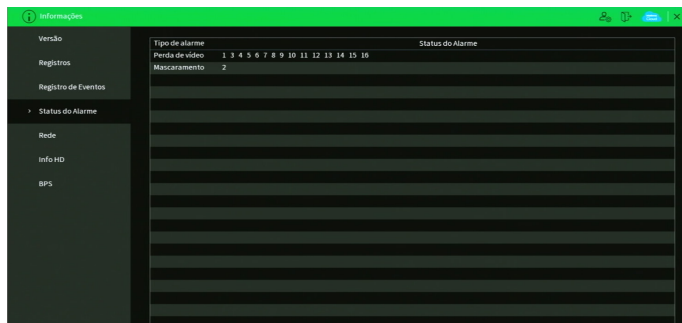 Informações
Versão
Registros
Registro de Eventos
Status do Alarme
Rede
Info HD
BPS
Tipo de alarme Status do Alarme
Perda de vídeo 1 3 4 5 6 7 8 9 10 11 12 13 14 15 16
Mascaramento 2